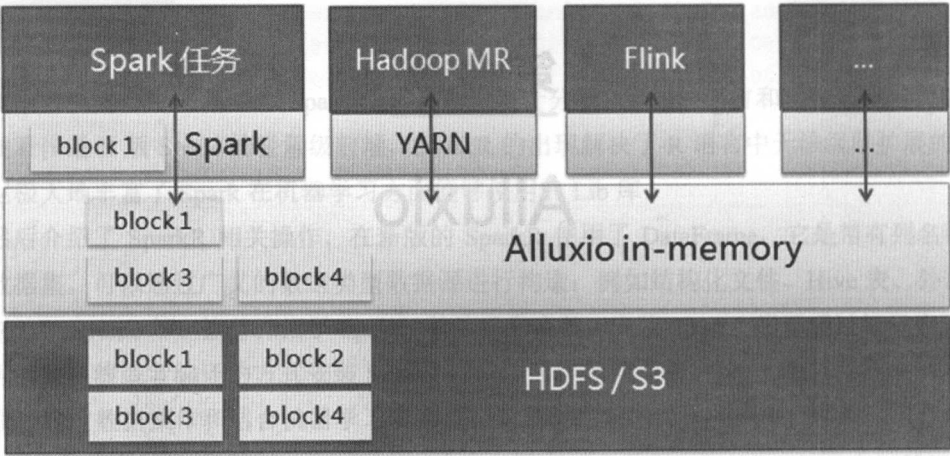 Spark 任务
Hadoop MR
Flink
...
block 1
Spark
YARN
...
block 1
Alluxio in-memory
block 3
block 4
block 1
block 2
HDFS / S3
block 3
block 4